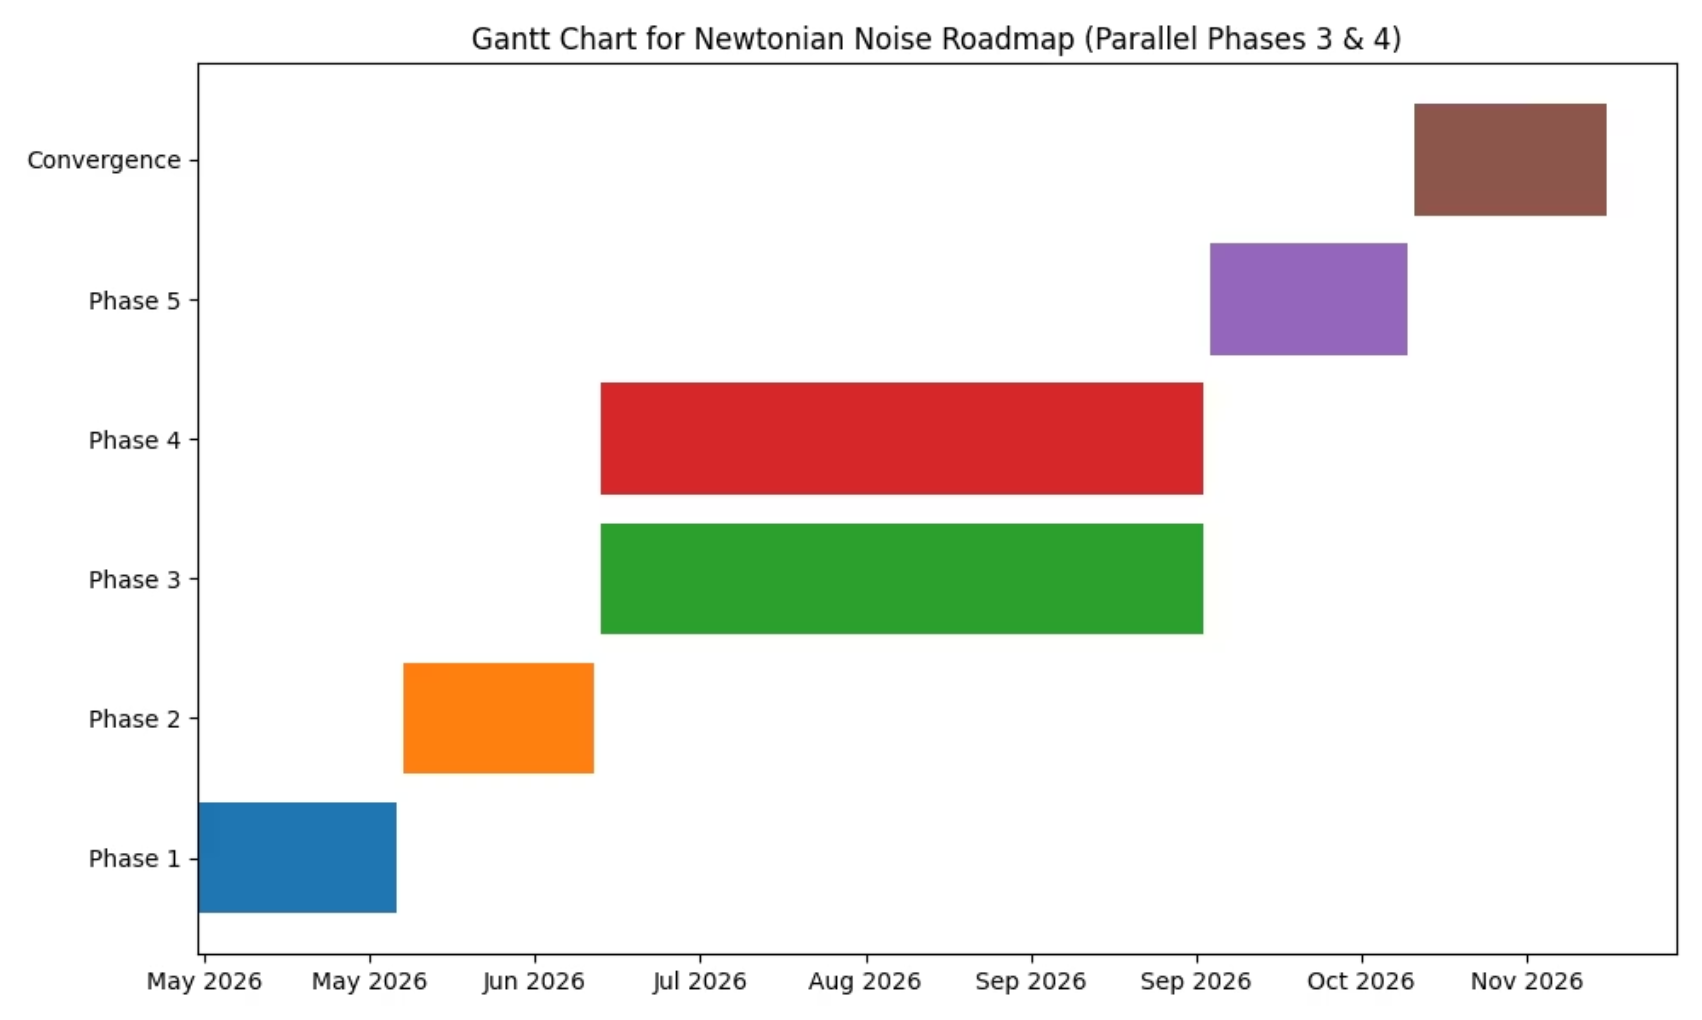 Gantt Chart for Newtonian Noise Roadmap (Parallel Phases 3 & 4)
Convergence
Phase 5
Phase 4
Phase 3
Phase 2
Phase 1
May 2026 May 2026 Jun 2026 Jul 2026 Aug 2026 Sep 2026 Sep 2026 Oct 2026 Nov 2026